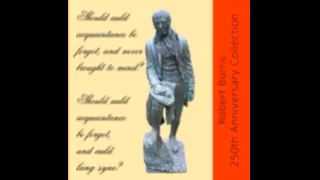 Should auld
acquaintance be
forgot, and never
brought to mind?
Should auld
acquaintance
be forgot,
and auld
lang syne?
Robert Burns
250th Anniversary Collection